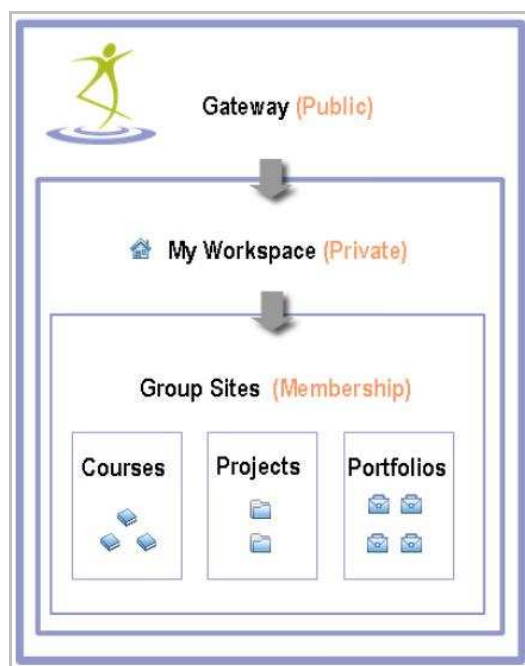 Gateway (Public)
My Workspace (Private)
Group Sites (Membership)
Courses
Projects
Portfolios